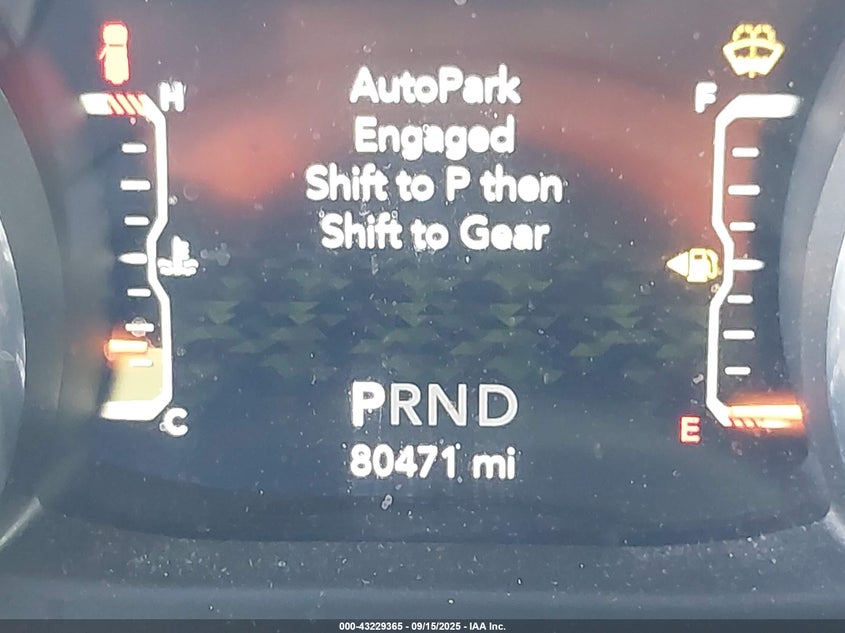 H
F
AutoPark
Engaged
Shift to P then
Shift to Gear
PRND
C
E
80471 mi
000-43229365 - 09/15/2025 - IAA Inc.